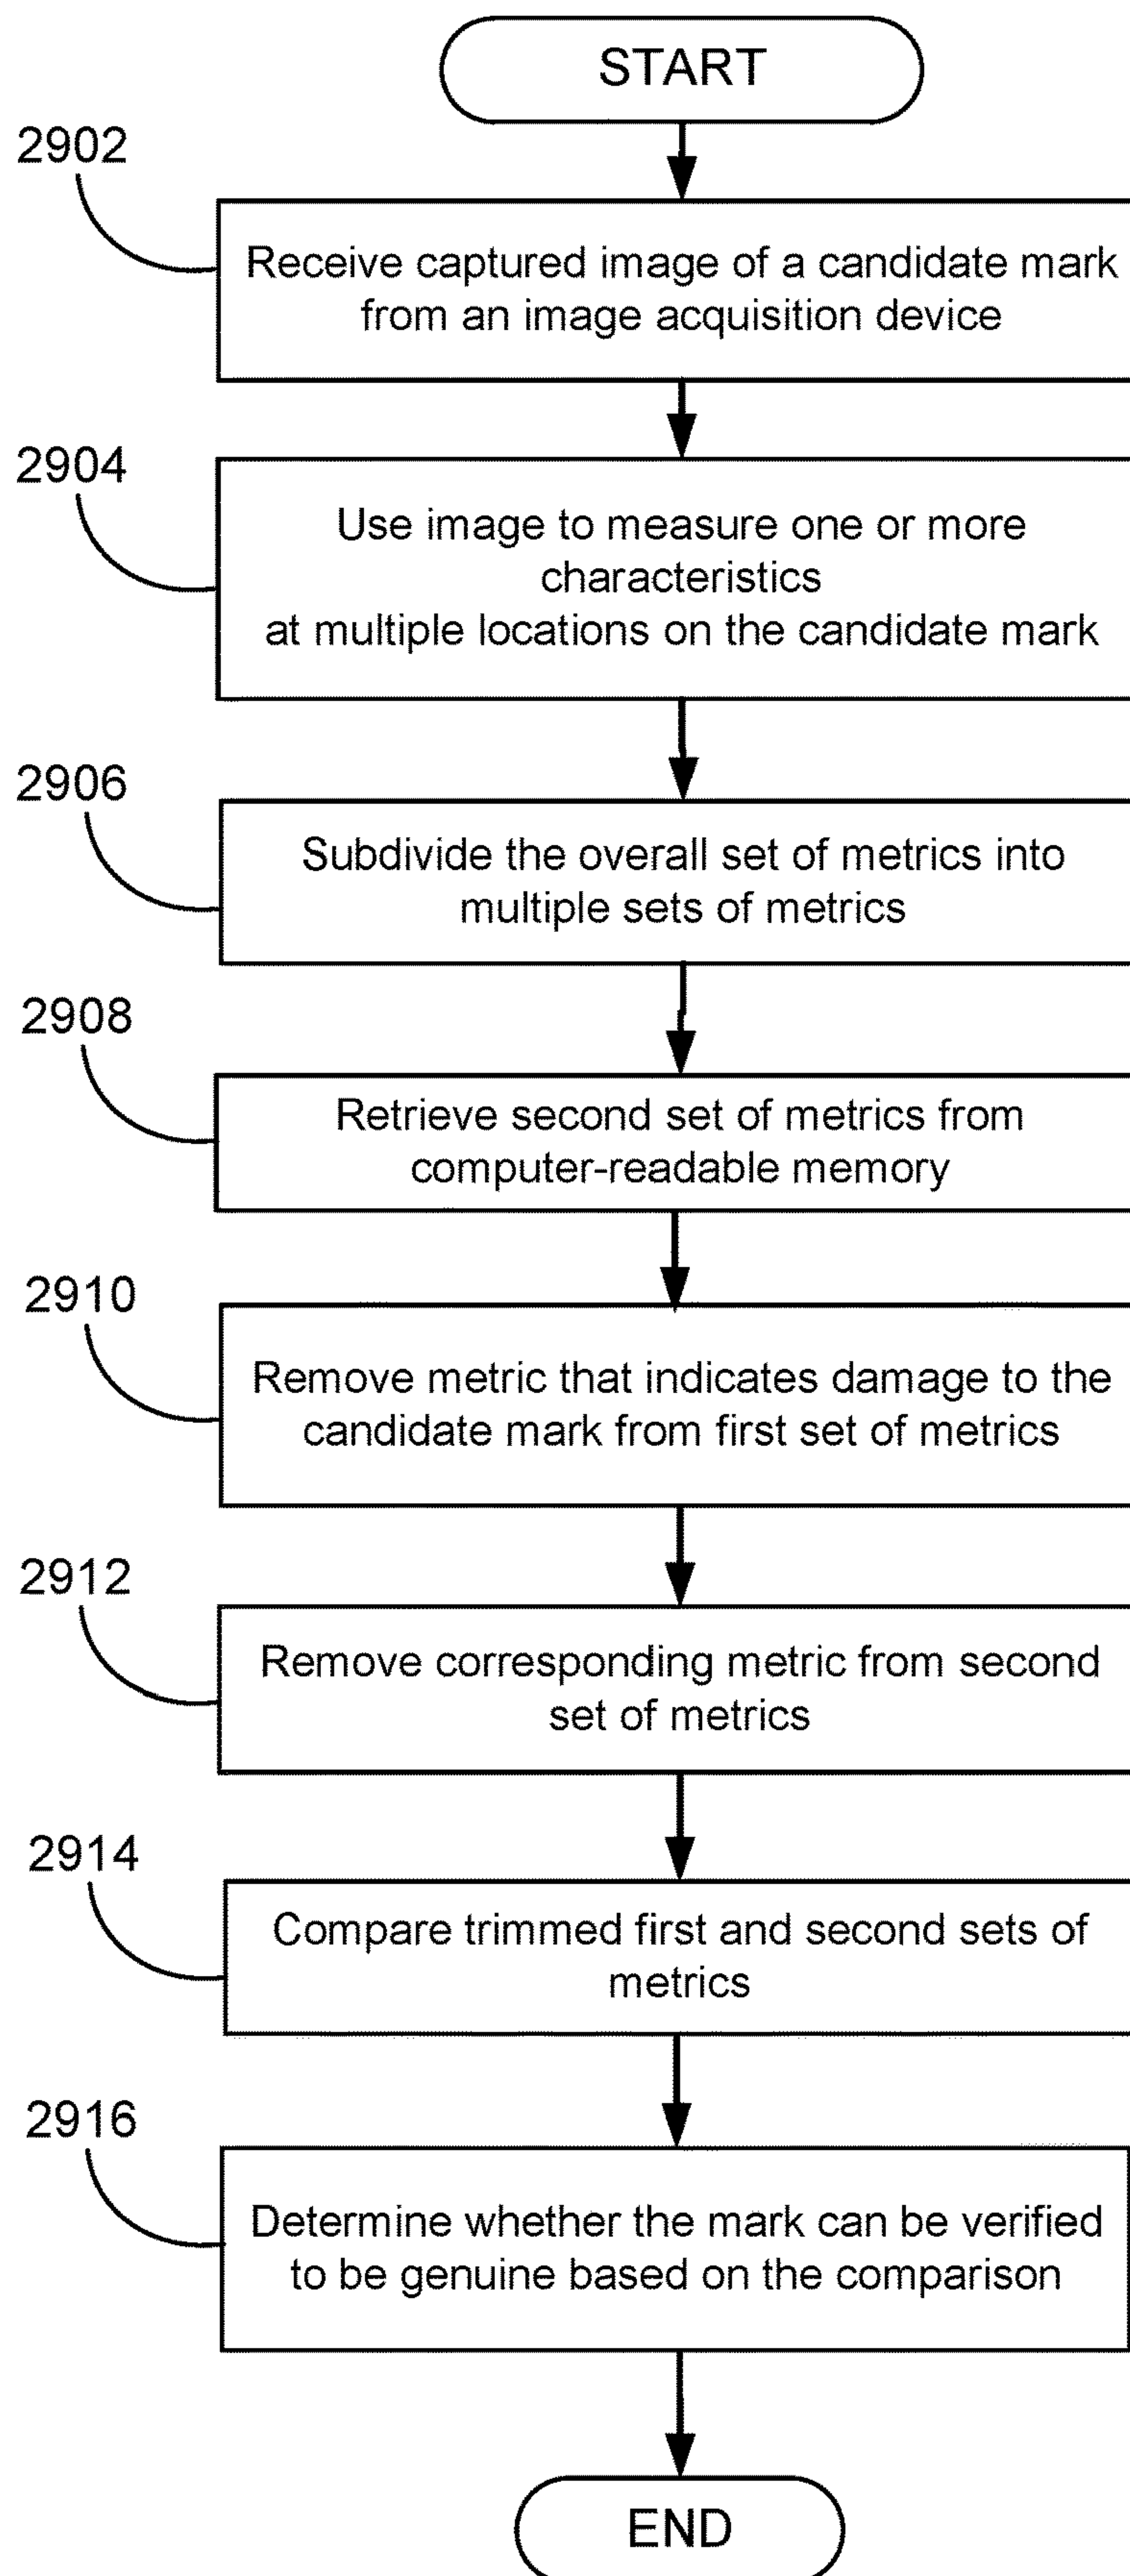 START
2902
Receive captured image of a candidate mark
from an image acquisition device
2904
Use image to measure one or more
characteristics
at multiple locations on the candidate mark
2906
Subdivide the overall set of metrics into
multiple sets of metrics
2908
Retrieve second set of metrics from
computer-readable memory
2910
Remove metric that indicates damage to the
candidate mark from first set of metrics
2912
Remove corresponding metric from second
set of metrics
2914
Compare trimmed first and second sets of
metrics
2916
Determine whether the mark can be verified
to be genuine based on the comparison
END